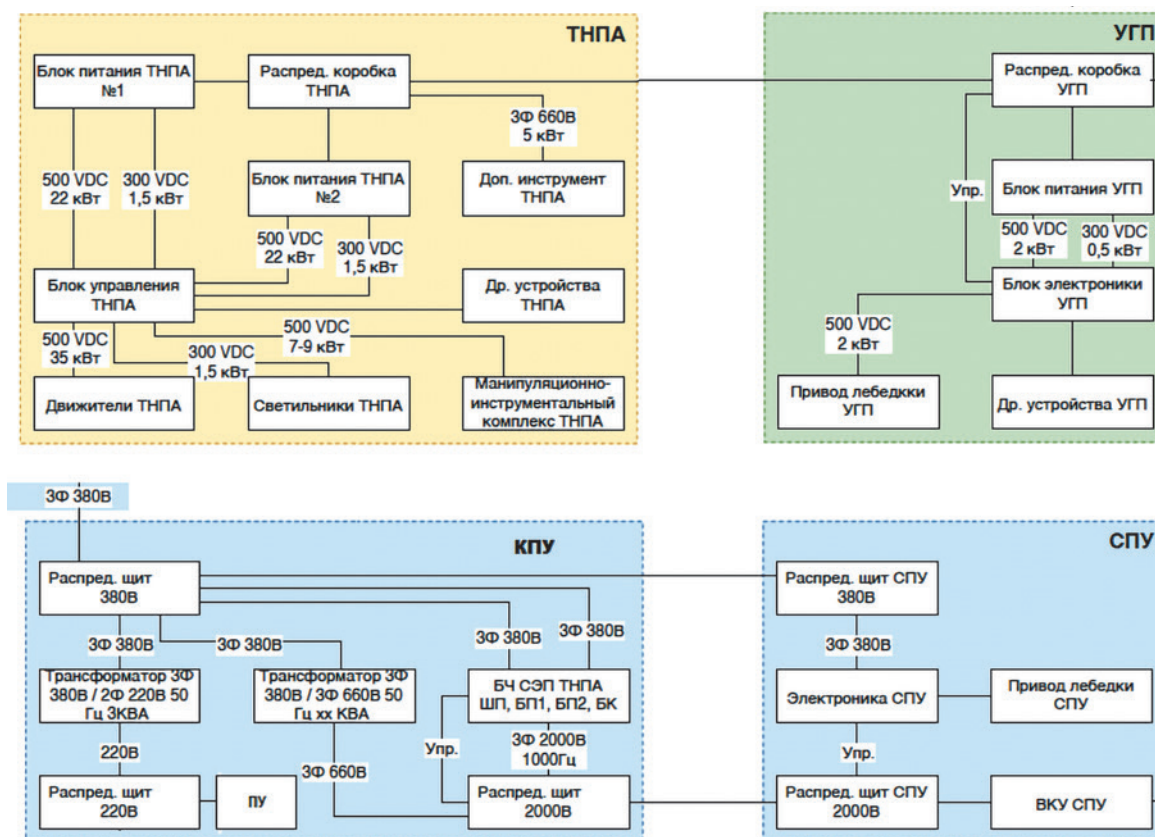 ТНПА
Блок питания ТНПА
№1
Распред. коробка
ТНПА
3Ф 660В
5 кВт
500 VDC
22 кВт
300 VDC
1,5 кВт
Блок питания ТНПА
№2
Доп. инструмент
ТНПА
500 VDC
22 кВт
300 VDC
1,5 кВт
Блок управления
ТНПА
Др. устройства
ТНПА
500 VDC
35 кВт
300 VDC
1,5 кВт
500 VDC
7-9 кВт
Движители ТНПА
Светильники ТНПА
Манипуляционно-
инструментальный
комплекс ТНПА
УГП
Распред. коробка
УГП
Упр.
Блок питания УГП
500 VDC
2 кВт
300 VDC
0,5 кВт
Блок электроники
УГП
500 VDC
2 кВт
Привод лебедкки
УГП
Др. устройства УГП
3Ф 380В
КПУ
Распред. щит
380В
3Ф 380В
3Ф 380В
3Ф 380В
3Ф 380В
Трансформатор 3Ф
380В / 2Ф 220В 50
Гц 3КВА
Трансформатор 3Ф
380В / 3Ф 660В 50
Гц хх КВА
БЧ СЭП ТНПА
ШП, БП1, БП2, БК
220В
3Ф 660В
Упр.
3Ф 2000В
1000Гц
Распред. щит
220В
ПУ
Распред. щит
2000В
СПУ
Распред. щит СПУ
380В
3Ф 380В
Электроника СПУ
Привод лебедки
СПУ
Упр.
Распред. щит СПУ
2000В
ВКУ СПУ